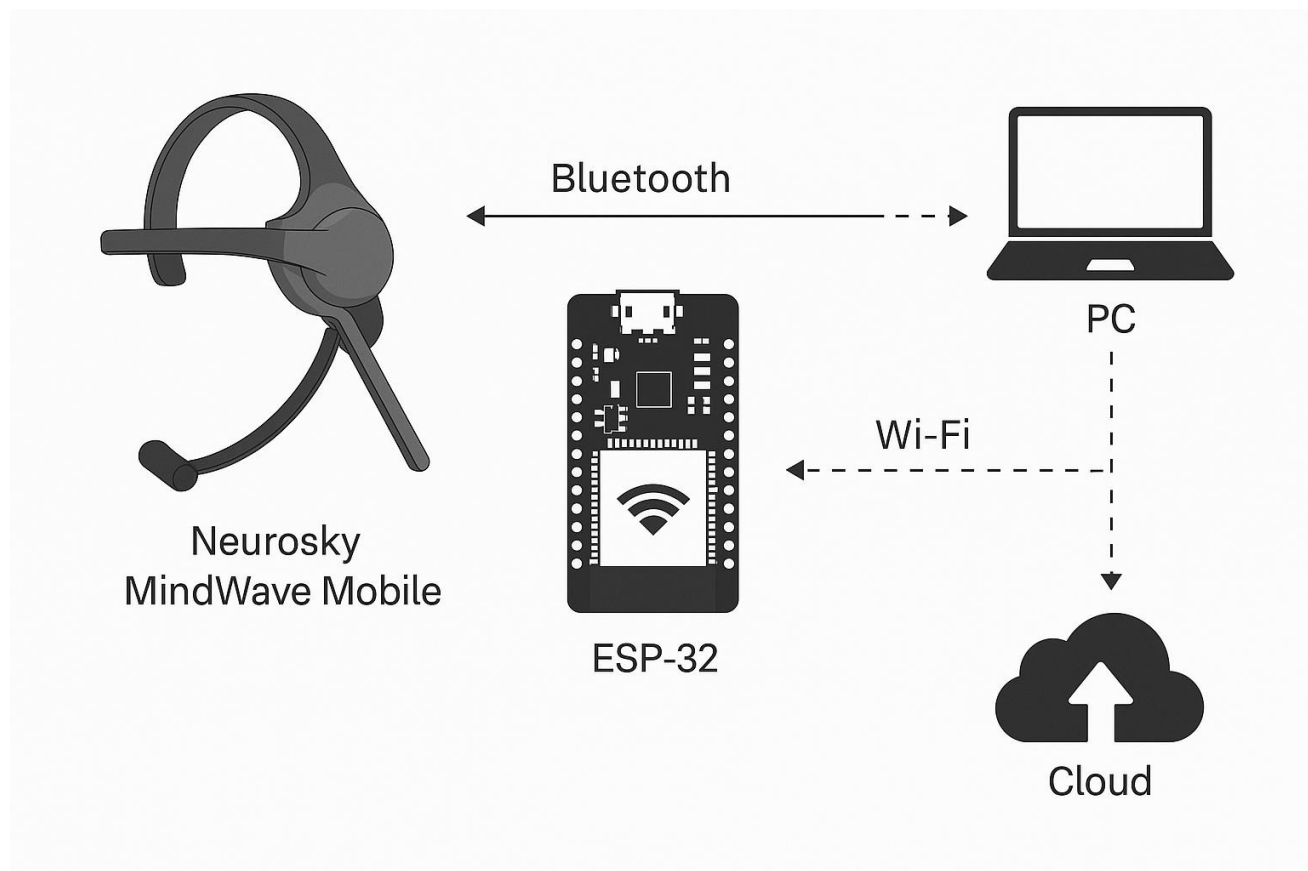 Bluetooth
PC
Wi-Fi
Neurosky
MindWave Mobile
ESP-32
Cloud